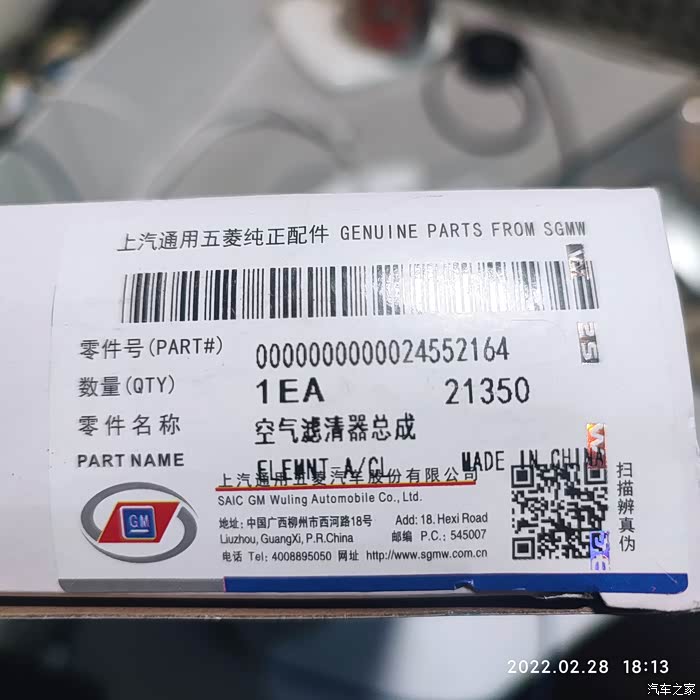 上汽通用五菱纯正配件 GENUINE PARTS FROM SGMW
零件号(PART#) 0000000000024552164
数量(QTY) 1EA 21350
零件名称 空气滤清器总成
PART NAME ELEMNT A/CL MADE IN CHINA
上汽通用五菱汽车股份有限公司
SAIC GM Wuling Automobile Co., Ltd.
地址: 中国广西柳州市西河路18号 Add: 18. Hexi Road
Liuzhou, GuangXi, P.R.China 邮编 P.C.: 545007
电话 Tel: 4008895050 网址 http://www.sgmw.com.cn
GM
扫描辨真伪
2022.02.28 18:13
汽车之家